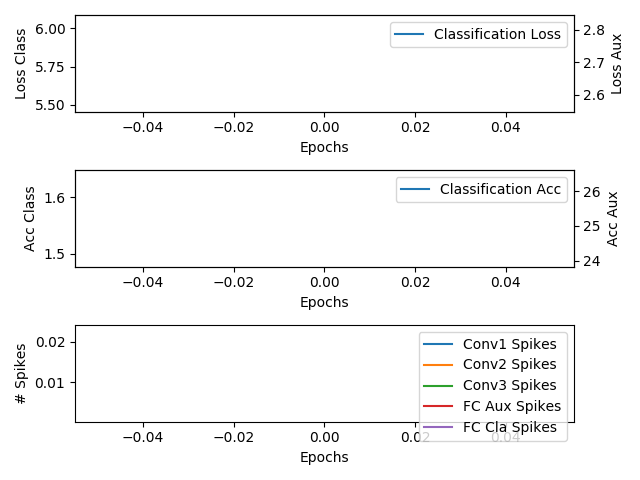 Loss Class
6.00
5.75
5.50
Classification Loss
2.8
2.7
2.6
Loss Aux
−0.04 −0.02 0.00 0.02 0.04
Epochs
Acc Class
1.6
1.5
Classification Acc
26
25
24
Acc Aux
−0.04 −0.02 0.00 0.02 0.04
Epochs
# Spikes
0.02
0.01
Conv1 Spikes
Conv2 Spikes
Conv3 Spikes
FC Aux Spikes
FC Cla Spikes
−0.04 −0.02 0.00 0.02 0.04
Epochs